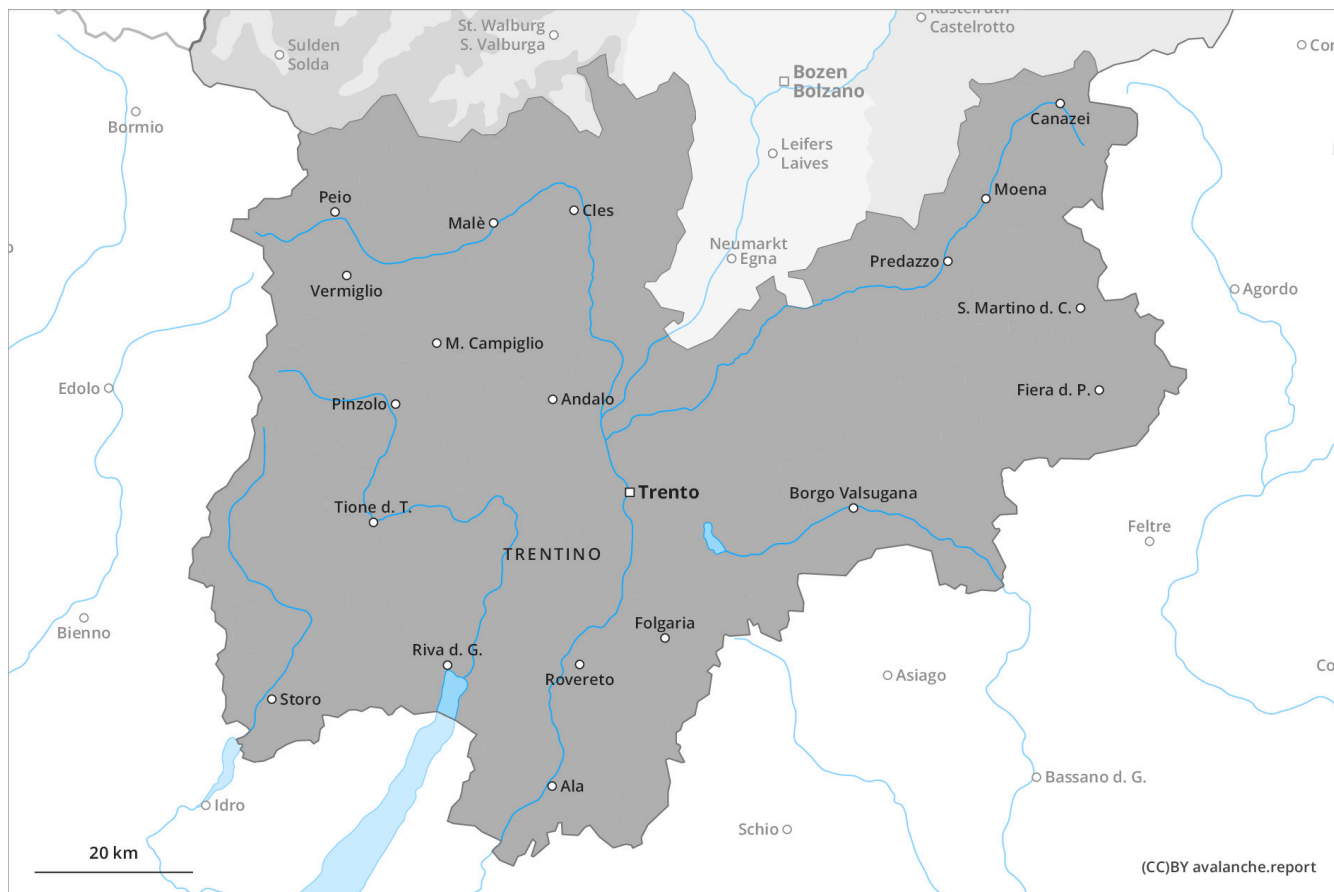 Kastelruth
Castelrotto
St. Walburg
S. Valburga
Sulden
Solda
Cor
Bozen
Bolzano
Bormio
Canazei
Leifers
Laives
Peio
Moena
Malè
Cles
Neumarkt
Egna
Predazzo
Vermiglio
Agordo
S. Martino d. C.
M. Campiglio
Edolo
Pinzolo
Andalo
Fiera d. P.
Trento
Borgo Valsugana
Tione d. T.
Feltre
TRENTINO
Bienno
Folgaria
Riva d. G.
Rovereto
Asiago
Co
Storo
Bassano d. G.
Ala
Idro
Schio
20 km
(CC)BY avalanche.report